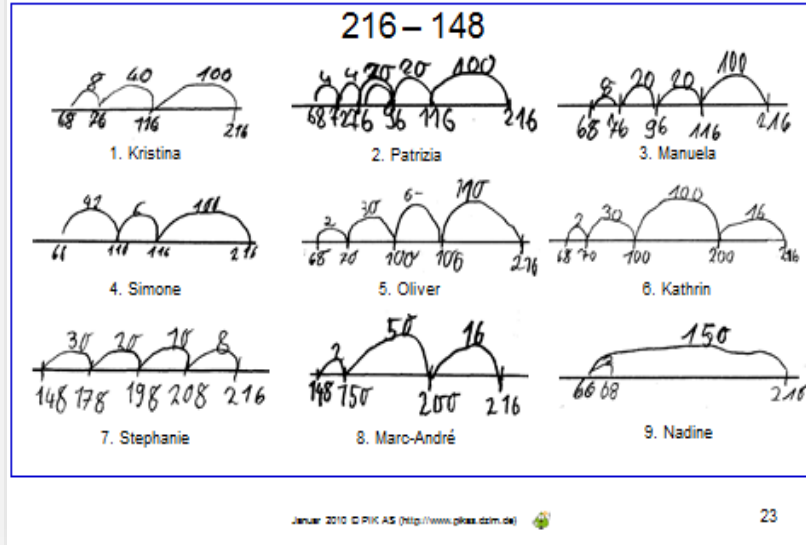 216 – 148
8 40 100
68 76 116 216
1. Kristina
4 4 20 20 100
68 72 76 96 116 216
2. Patrizia
8 20 20 100
68 76 96 116 216
3. Manuela
42 6 100
68 110 116 216
4. Simone
2 30 6 110
68 70 100 106 216
5. Oliver
2 30 100 16
68 70 100 200 216
6. Kathrin
30 20 10 8
148 178 198 208 216
7. Stephanie
2 50 16
148 150 200 216
8. Marc-André
2 150
66 68 216
9. Nadine
Januar 2010 © PIK AS (http://www.pikas.dzlm.de)
23